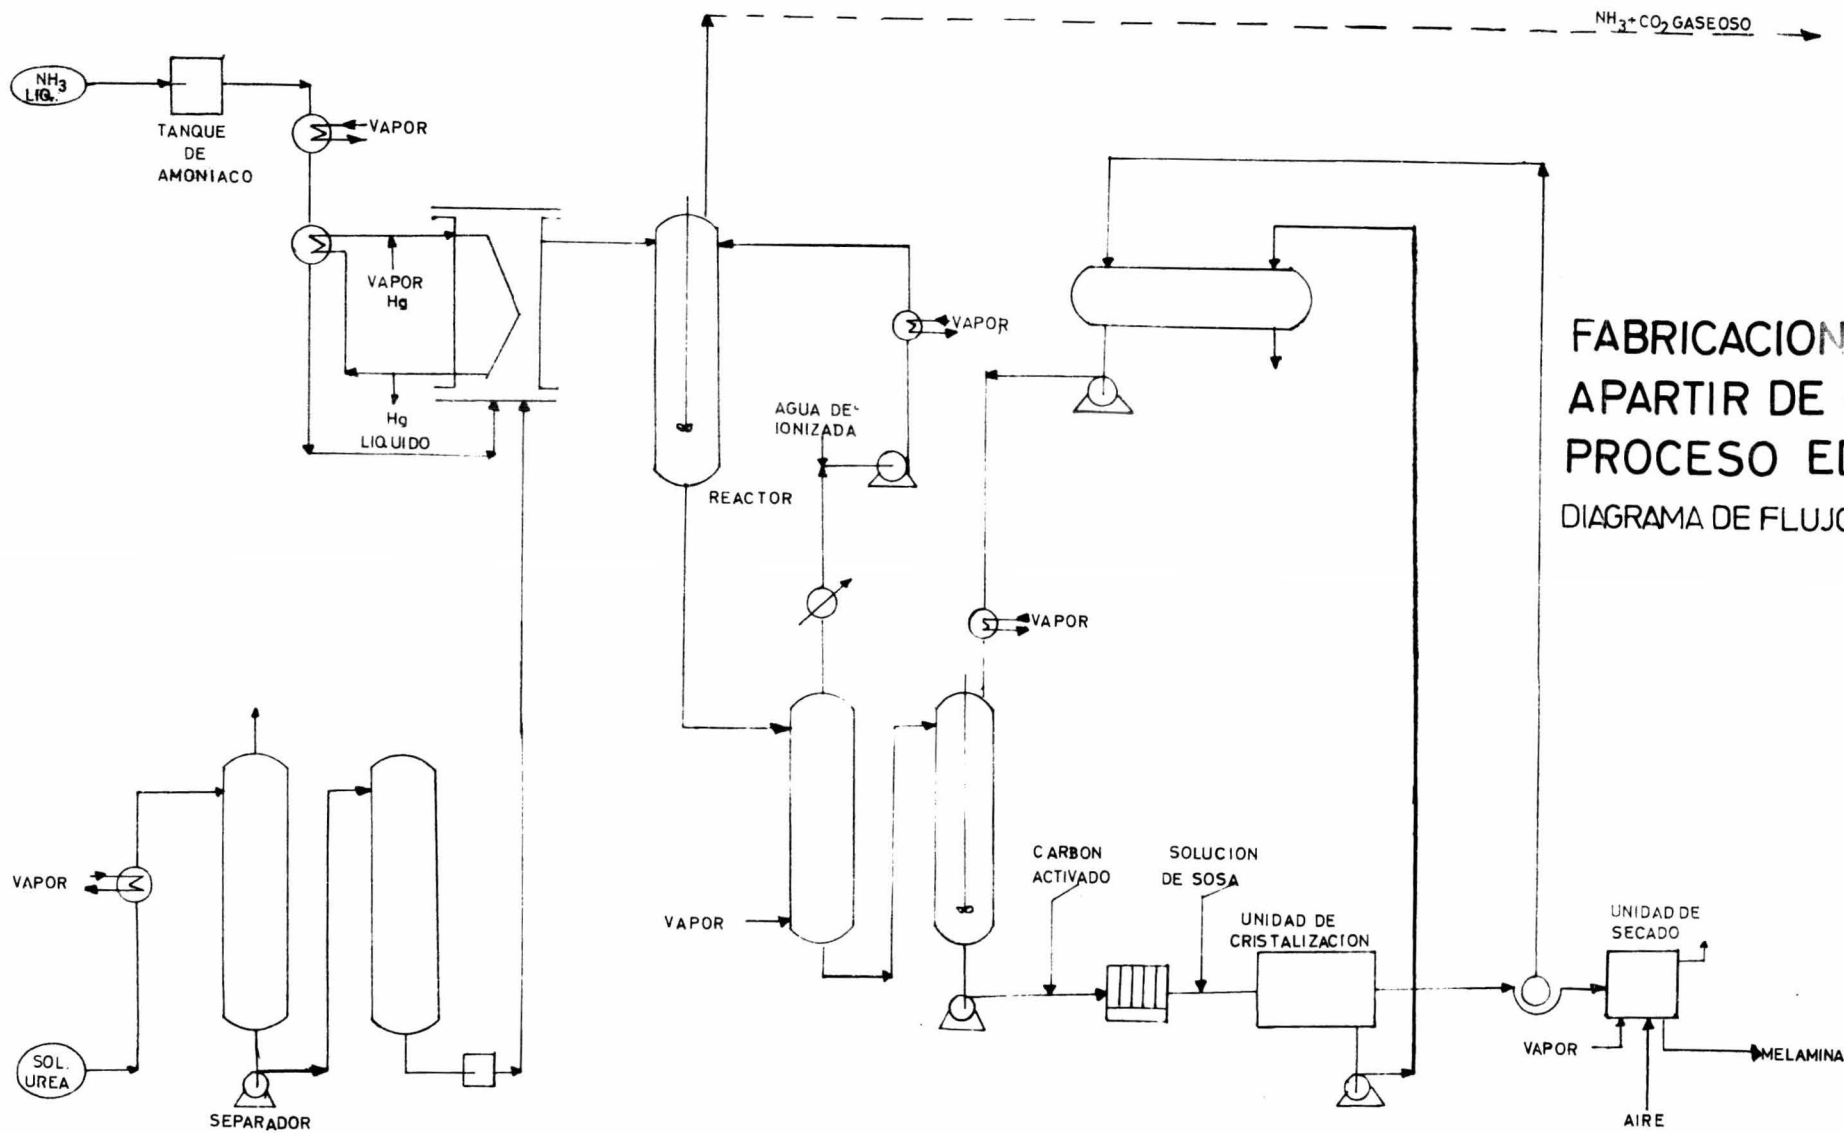 NH₃+CO₂ GASEOSO
NH₃
LIQ.
TANQUE
DE
AMONIACO
VAPOR
VAPOR
Hg
Hg
LIQUIDO
REACTOR
AGUA DE-
IONIZADA
VAPOR
VAPOR
FABRICACION
APARTIR DE
PROCESO
DIAGRAMA DE FLUJO
VAPOR
SOL.
UREA
SEPARADOR
VAPOR
CARBON
ACTIVADO
SOLUCION
DE SOSA
UNIDAD DE
CRISTALIZACION
UNIDAD DE
SECADO
VAPOR
AIRE
MELAMINA